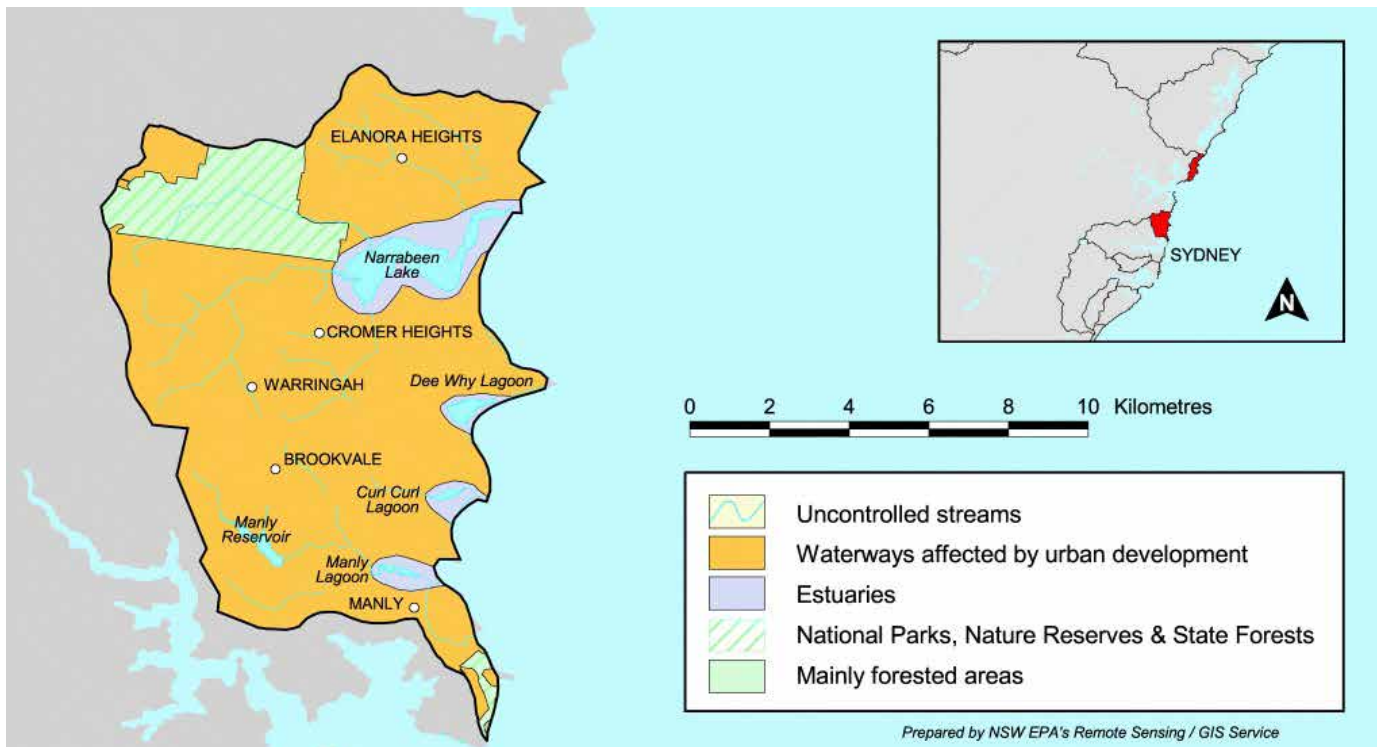 ELANORA HEIGHTS
Narrabeen
Lake
CROMER HEIGHTS
WARRINGAH
Dee Why Lagoon
BROOKVALE
Curl Curl
Lagoon
Manly
Reservoir
Manly
Lagoon
MANLY
SYDNEY
N
0 2 4 6 8 10 Kilometres
Uncontrolled streams
Waterways affected by urban development
Estuaries
National Parks, Nature Reserves & State Forests
Mainly forested areas
Prepared by NSW EPA's Remote Sensing / GIS Service